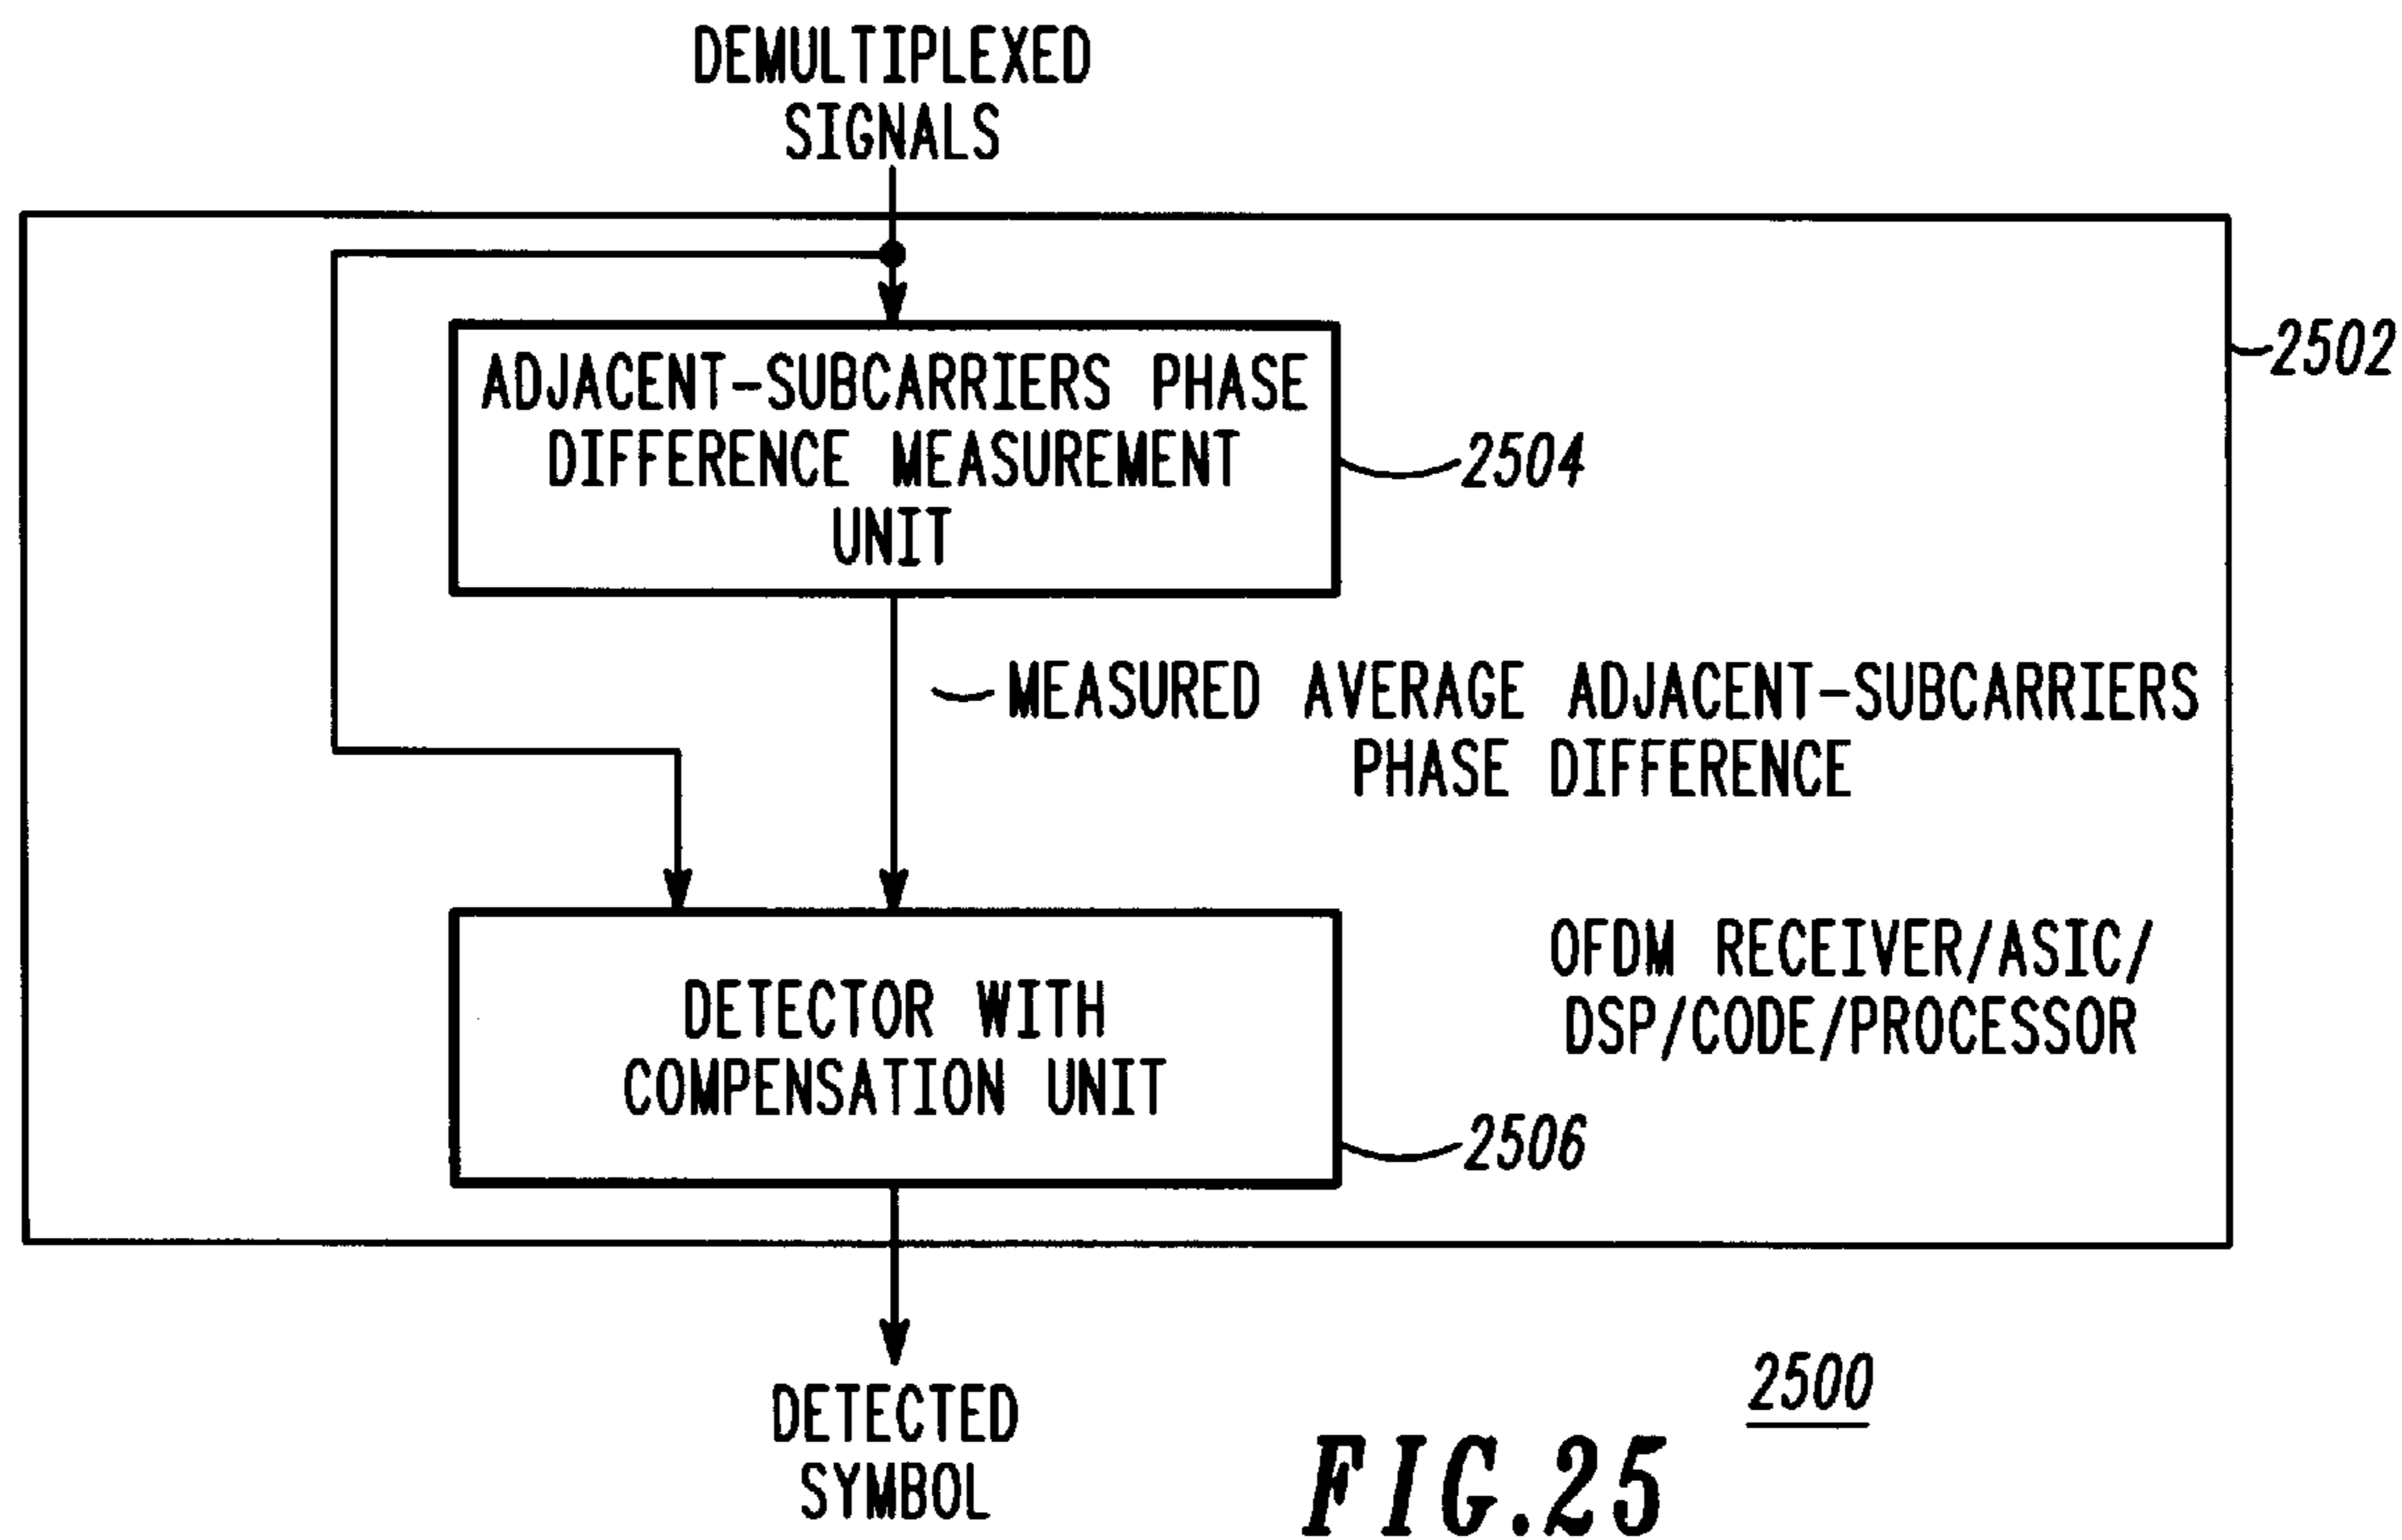 DEMULTIPLEXED
SIGNALS
2502
ADJACENT-SUBCARRIERS PHASE
DIFFERENCE MEASUREMENT
UNIT
2504
MEASURED AVERAGE ADJACENT-SUBCARRIERS
PHASE DIFFERENCE
OFDM RECEIVER/ASIC/
DSP/CODE/PROCESSOR
DETECTOR WITH
COMPENSATION UNIT
2506
DETECTED
SYMBOL
2500
FIG.25